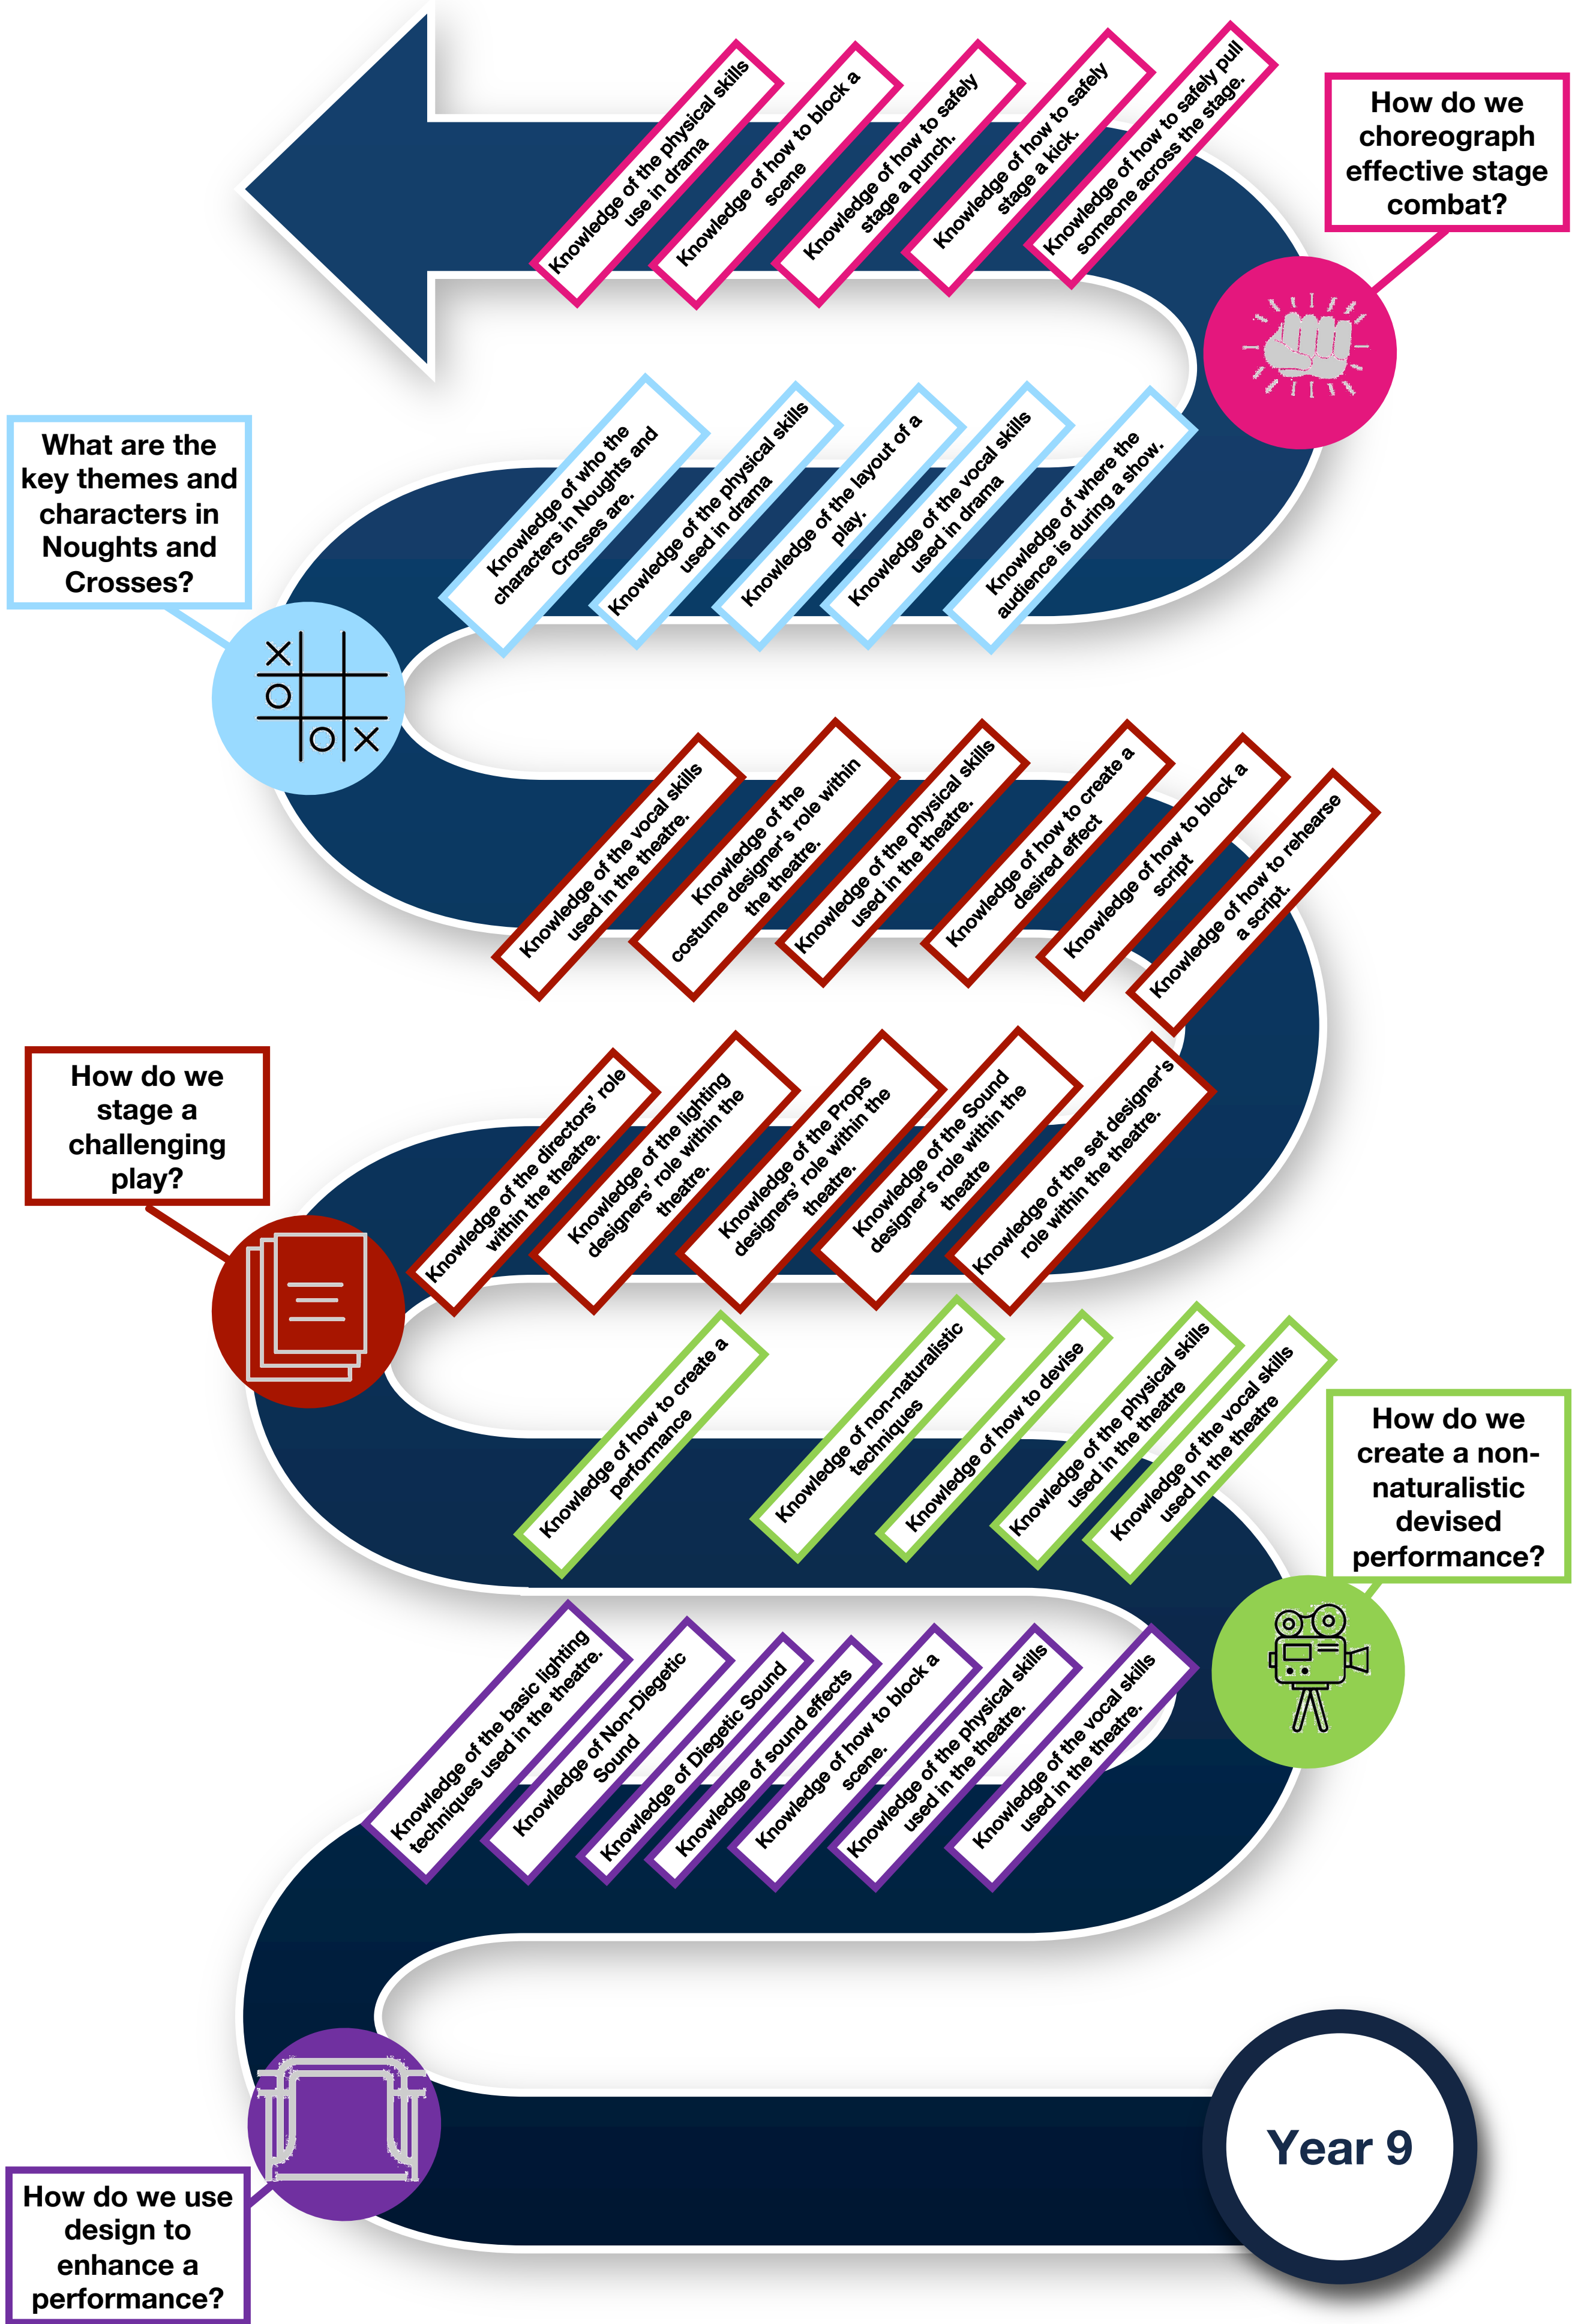 Knowledge of the physical skills
use in drama
Knowledge of how to block a
scene
Knowledge of how to safely
stage a punch.
Knowledge of how to safely
stage a kick.
Knowledge of how to safely pull
someone across the stage.
How do we
choreograph
effective stage
combat?
What are the
key themes and
characters in
Noughts and
Crosses?
Knowledge of who the
characters in Noughts and
Crosses are.
Knowledge of the physical skills
used in drama
Knowledge of the layout of a
play.
Knowledge of the vocal skills
used in drama
Knowledge of where the
audience is during a show.
Knowledge of the vocal skills
used in the theatre.
Knowledge of the
costume designer's role within
the theatre.
Knowledge of the physical skills
used in the theatre.
Knowledge of how to create a
desired effect
Knowledge of how to block a
script
Knowledge of how to rehearse
a script.
How do we
stage a
challenging
play?
Knowledge of the directors' role
within the theatre.
Knowledge of the lighting
designers' role within the
theatre.
Knowledge of the Props
designers' role within the
theatre.
Knowledge of the Sound
designer's role within the
theatre
Knowledge of the set designer's
role within the theatre.
Knowledge of how to create a
performance
Knowledge of non-naturalistic
techniques
Knowledge of how to devise
Knowledge of the physical skills
used in the theatre
Knowledge of the vocal skills
used In the theatre
How do we
create a non-
naturalistic
devised
performance?
Knowledge of the basic lighting
techniques used in the theatre.
Knowledge of Non-Diegetic
Sound
Knowledge of Diegetic Sound
Knowledge of sound effects
Knowledge of how to block a
scene.
Knowledge of the physical skills
used in the theatre.
Knowledge of the vocal skills
used in the theatre.
Year 9
How do we use
design to
enhance a
performance?